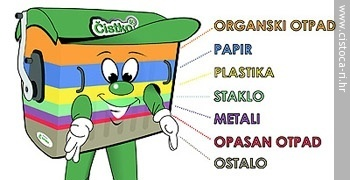 Čistko
ORGANSKI OTPAD
PAPIR
PLASTIKA
STAKLO
METALI
OPASAN OTPAD
OSTALO
www.cistoca-ri.hr